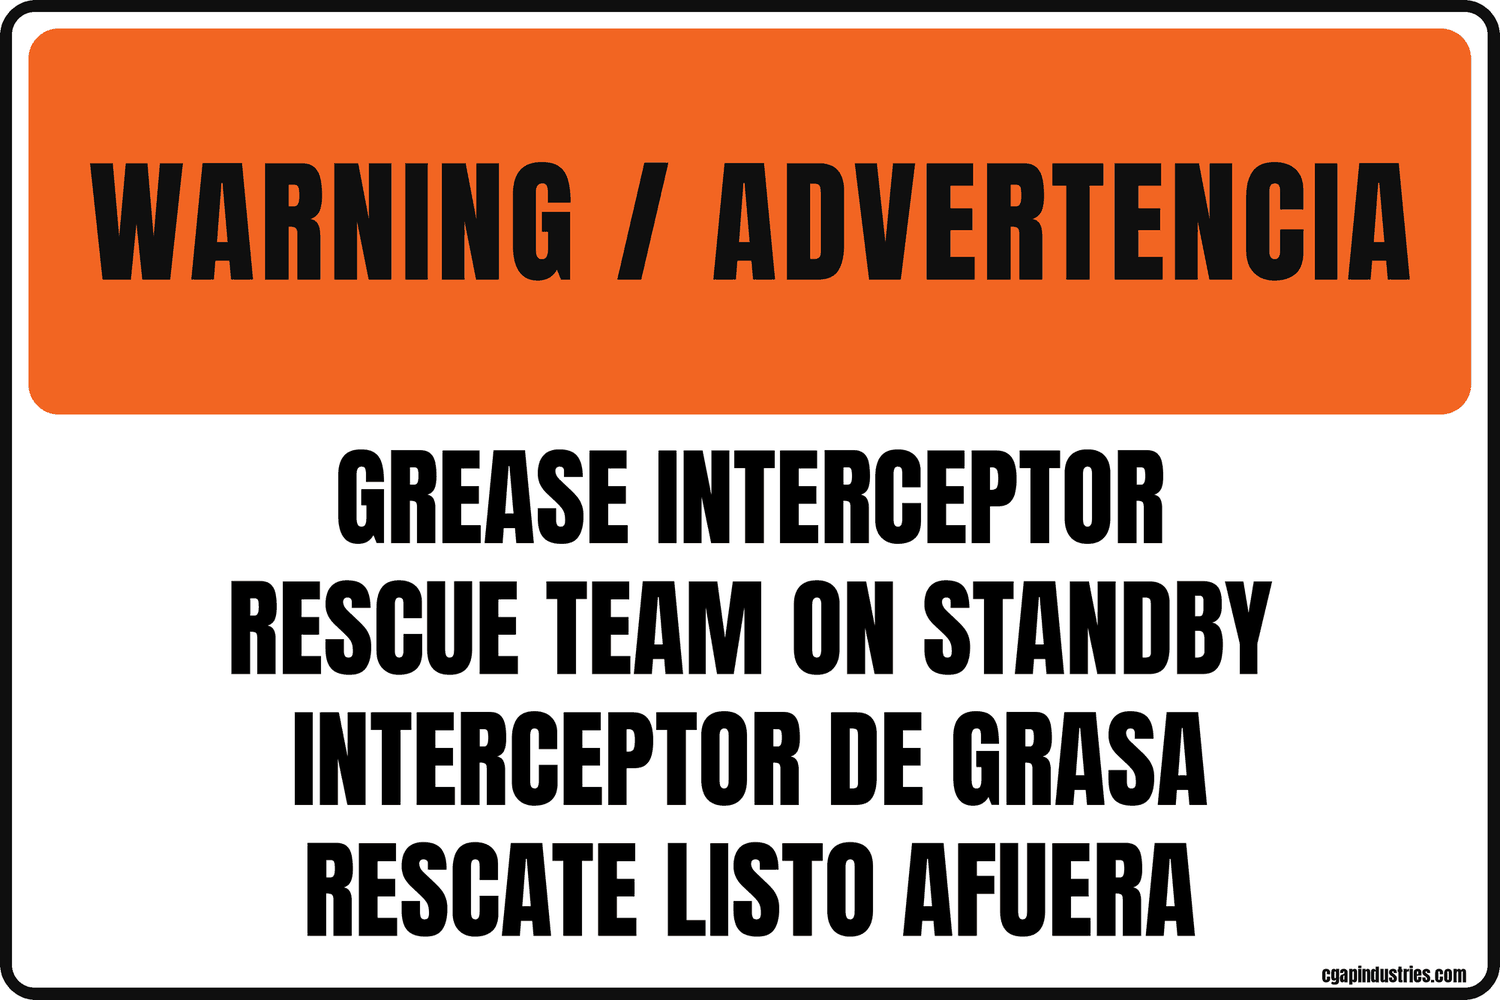 WARNING / ADVERTENCIA
GREASE INTERCEPTOR
RESCUE TEAM ON STANDBY
INTERCEPTOR DE GRASA
RESCATE LISTO AFUERA
cgapindustries.com